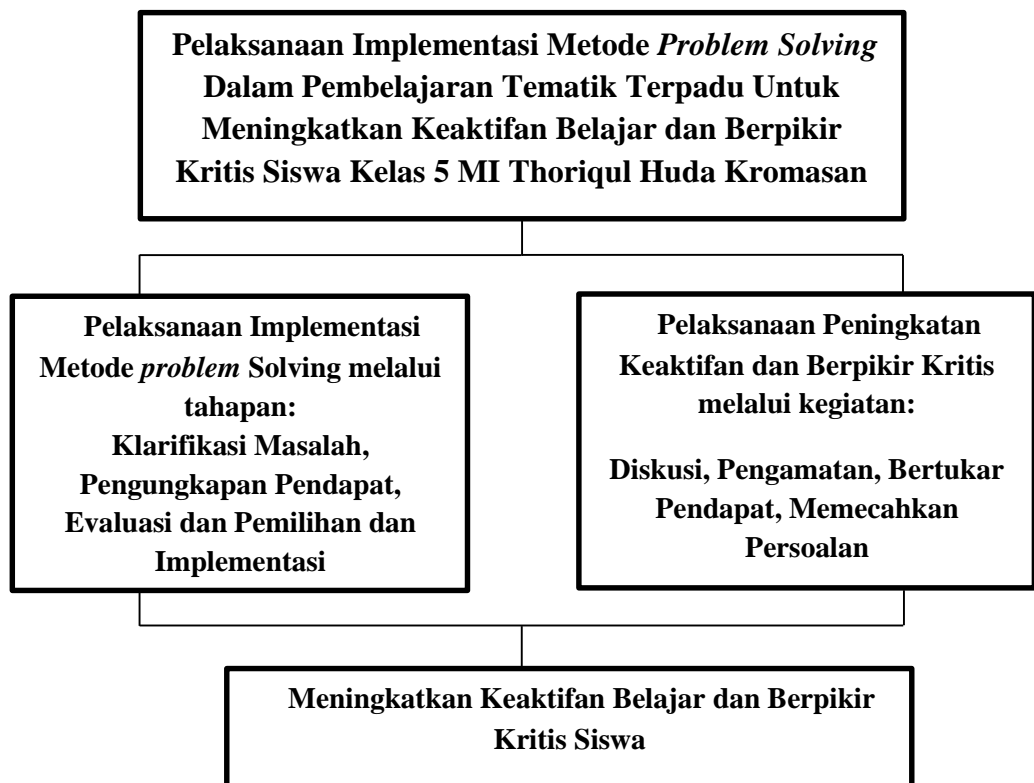 Pelaksanaan Implementasi Metode Problem Solving
Dalam Pembelajaran Tematik Terpadu Untuk
Meningkatkan Keaktifan Belajar dan Berpikir
Kritis Siswa Kelas 5 MI Thoriqul Huda Kromasan
Pelaksanaan Implementasi
Metode problem Solving melalui
tahapan:
Klarifikasi Masalah,
Pengungkapan Pendapat,
Evaluasi dan Pemilihan dan
Implementasi
Pelaksanaan Peningkatan
Keaktifan dan Berpikir Kritis
melalui kegiatan:
Diskusi, Pengamatan, Bertukar
Pendapat, Memecahkan
Persoalan
Meningkatkan Keaktifan Belajar dan Berpikir
Kritis Siswa